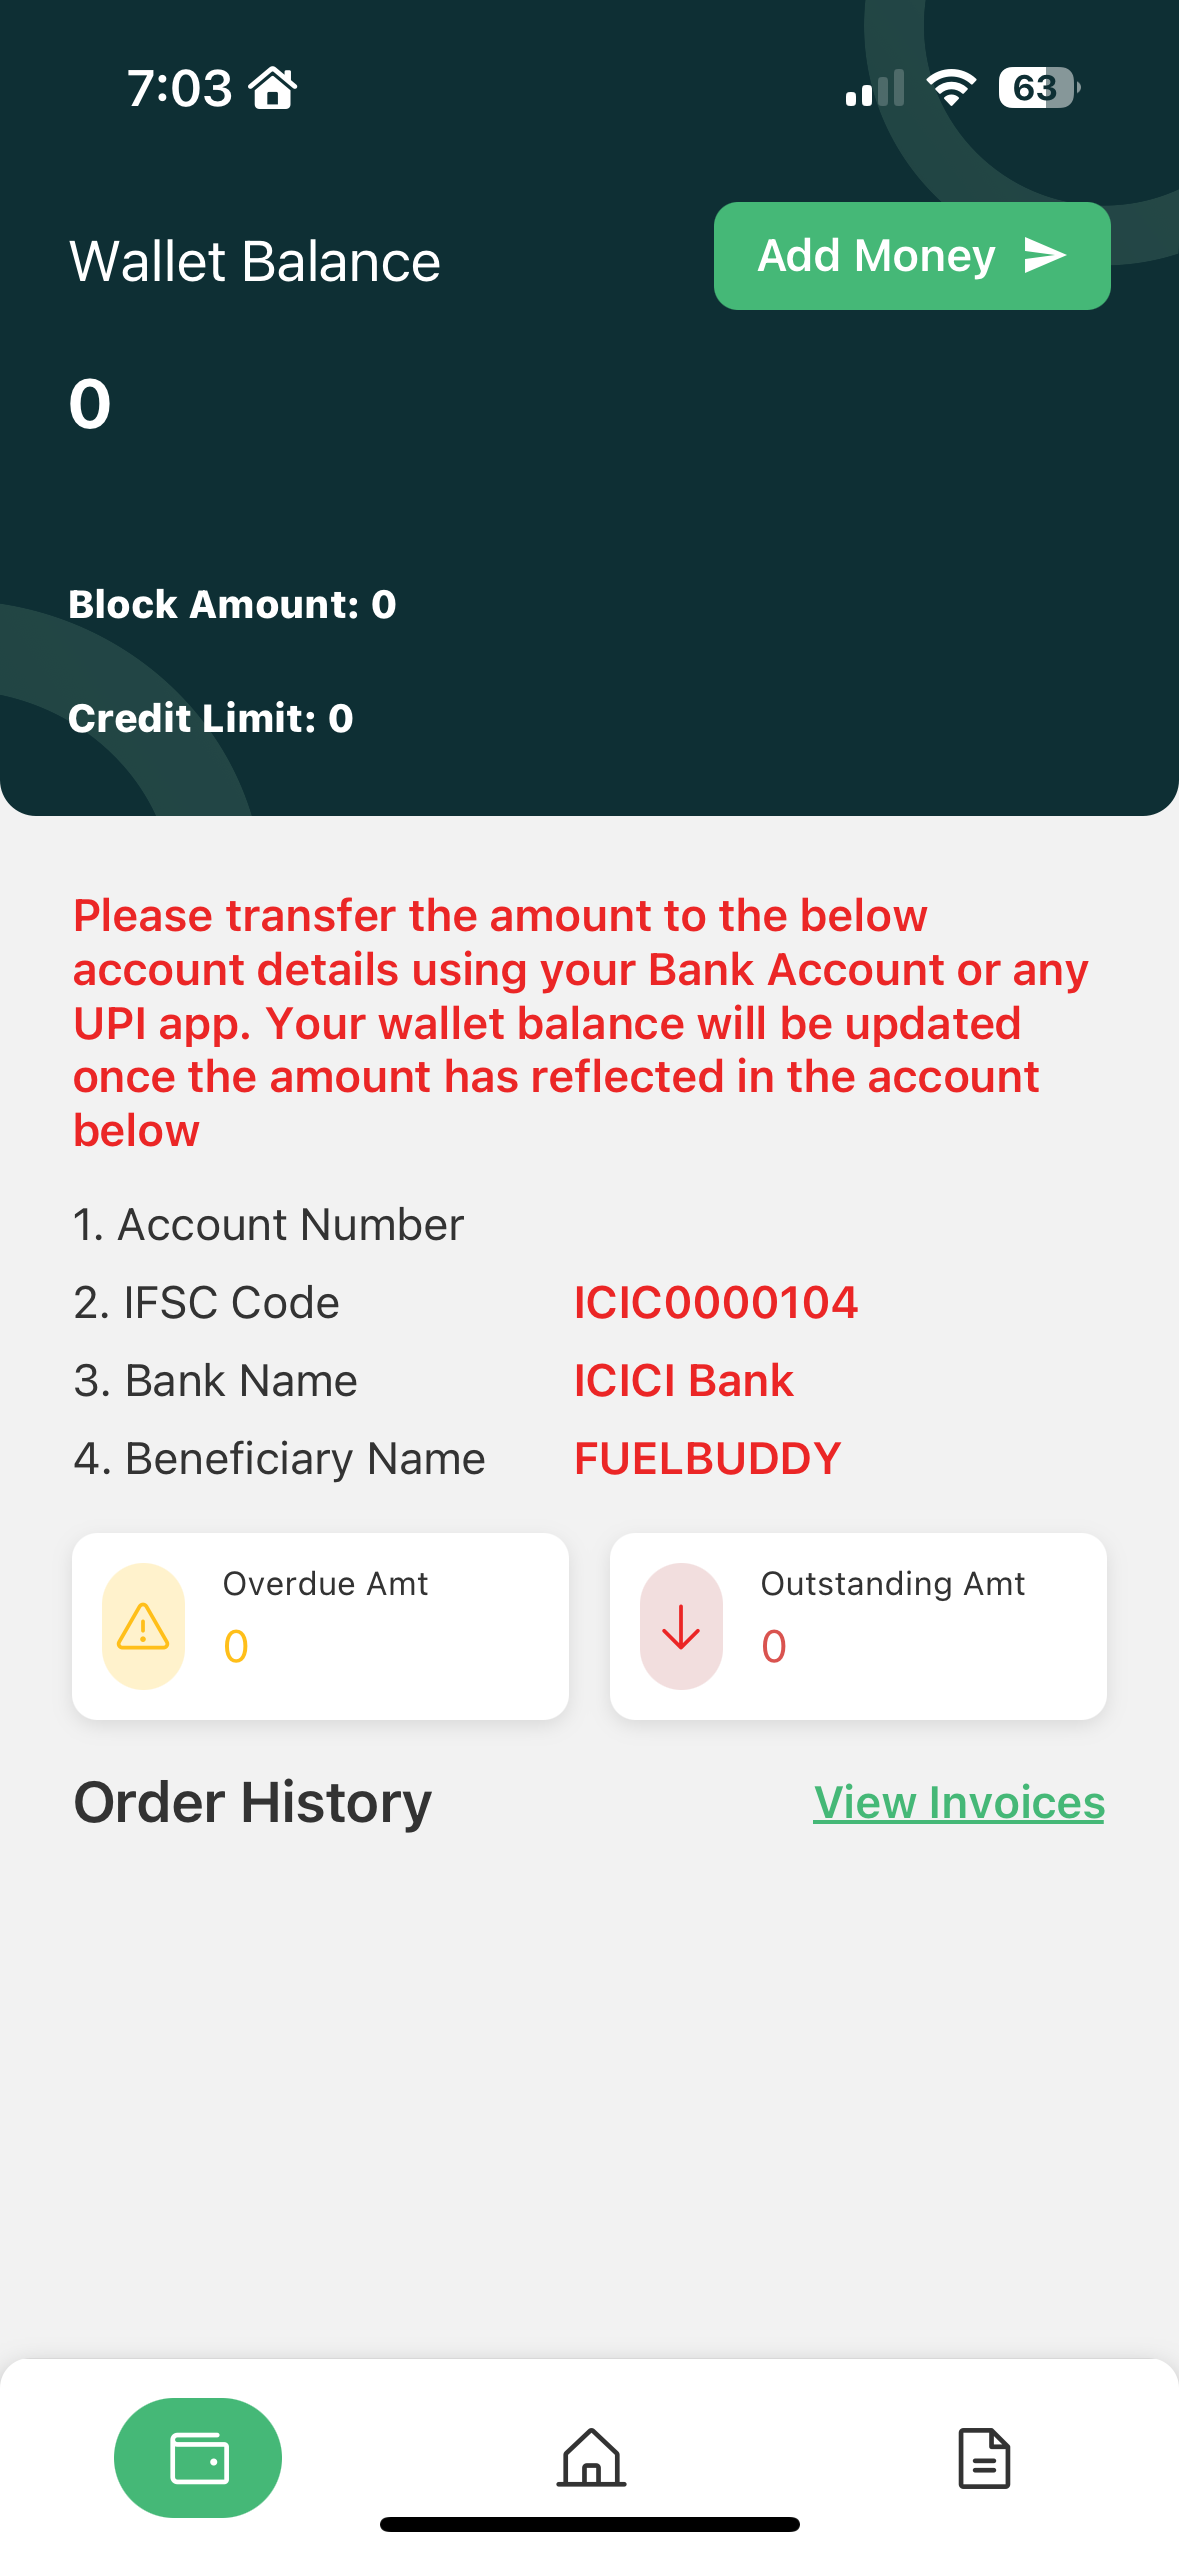 7:03
63
Wallet Balance
Add Money
0
Block Amount: 0
Credit Limit: 0
Please transfer the amount to the below
account details using your Bank Account or any
UPI app. Your wallet balance will be updated
once the amount has reflected in the account
below
1. Account Number
2. IFSC Code ICIC0000104
3. Bank Name ICICI Bank
4. Beneficiary Name FUELBUDDY
Overdue Amt
0
Outstanding Amt
0
Order History
View Invoices